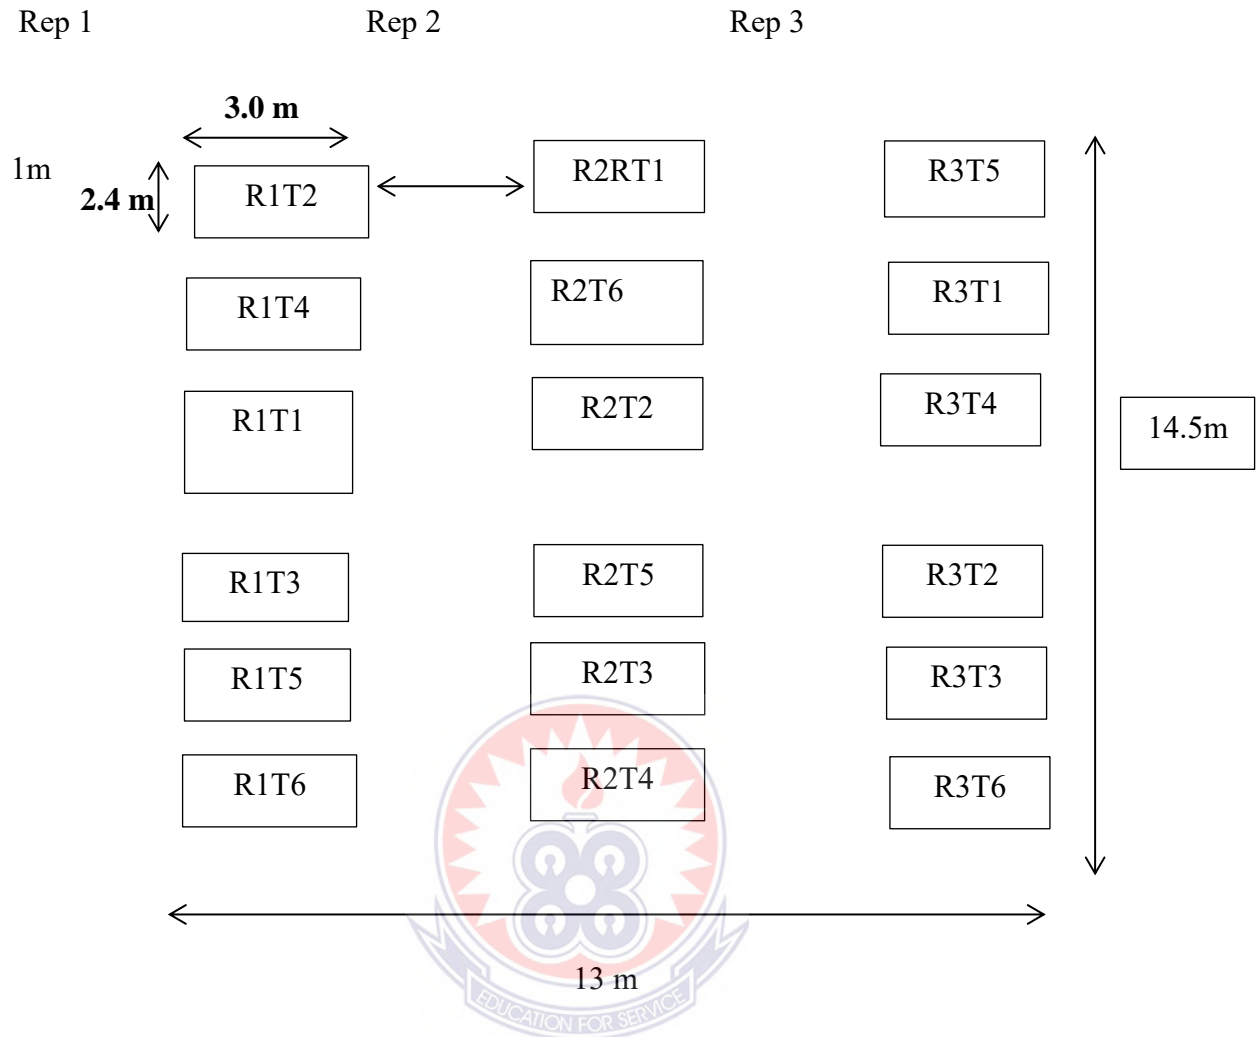 Rep 1 Rep 2 Rep 3
3.0 m
1m
2.4 m
R1T2 R2RT1 R3T5
R1T4 R2T6 R3T1
R1T1 R2T2 R3T4
14.5m
R1T3 R2T5 R3T2
R1T5 R2T3 R3T3
R1T6 R2T4 R3T6
13 m
EDUCATION FOR SERVICE